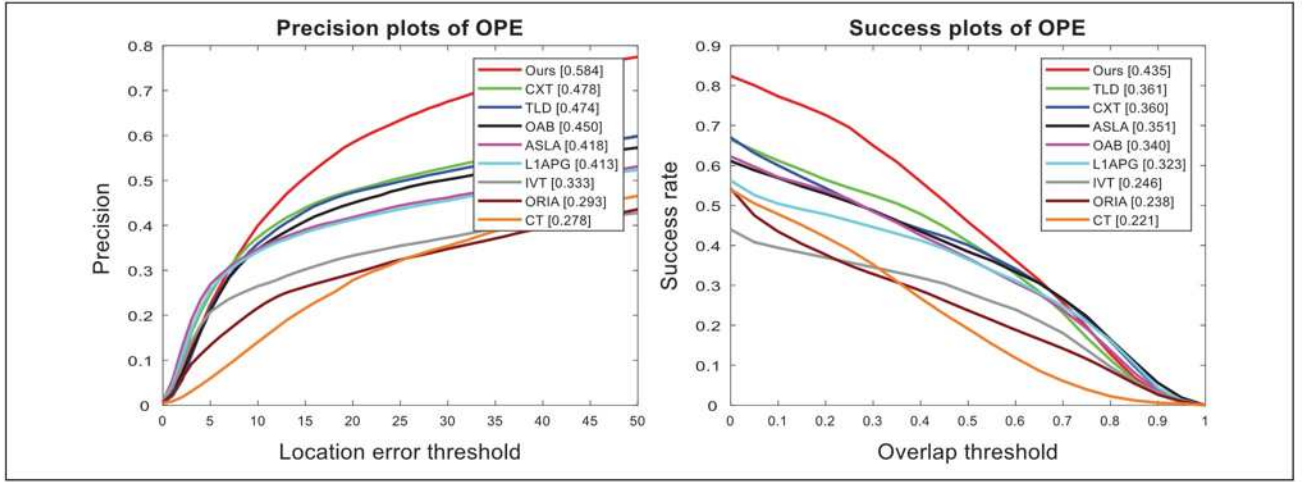 Precision plots of OPE
0.8
0.7
0.6
0.5
0.4
0.3
0.2
0.1
0
Precision
Ours [0.584]
CXT [0.478]
TLD [0.474]
OAB [0.450]
ASLA [0.418]
L1APG [0.413]
IVT [0.333]
ORIA [0.293]
CT [0.278]
0 5 10 15 20 25 30 35 40 45 50
Location error threshold
Success plots of OPE
0.9
0.8
0.7
0.6
0.5
0.4
0.3
0.2
0.1
0
Success rate
Ours [0.435]
TLD [0.361]
CXT [0.360]
ASLA [0.351]
OAB [0.340]
L1APG [0.323]
IVT [0.246]
ORIA [0.238]
CT [0.221]
0 0.1 0.2 0.3 0.4 0.5 0.6 0.7 0.8 0.9 1
Overlap threshold